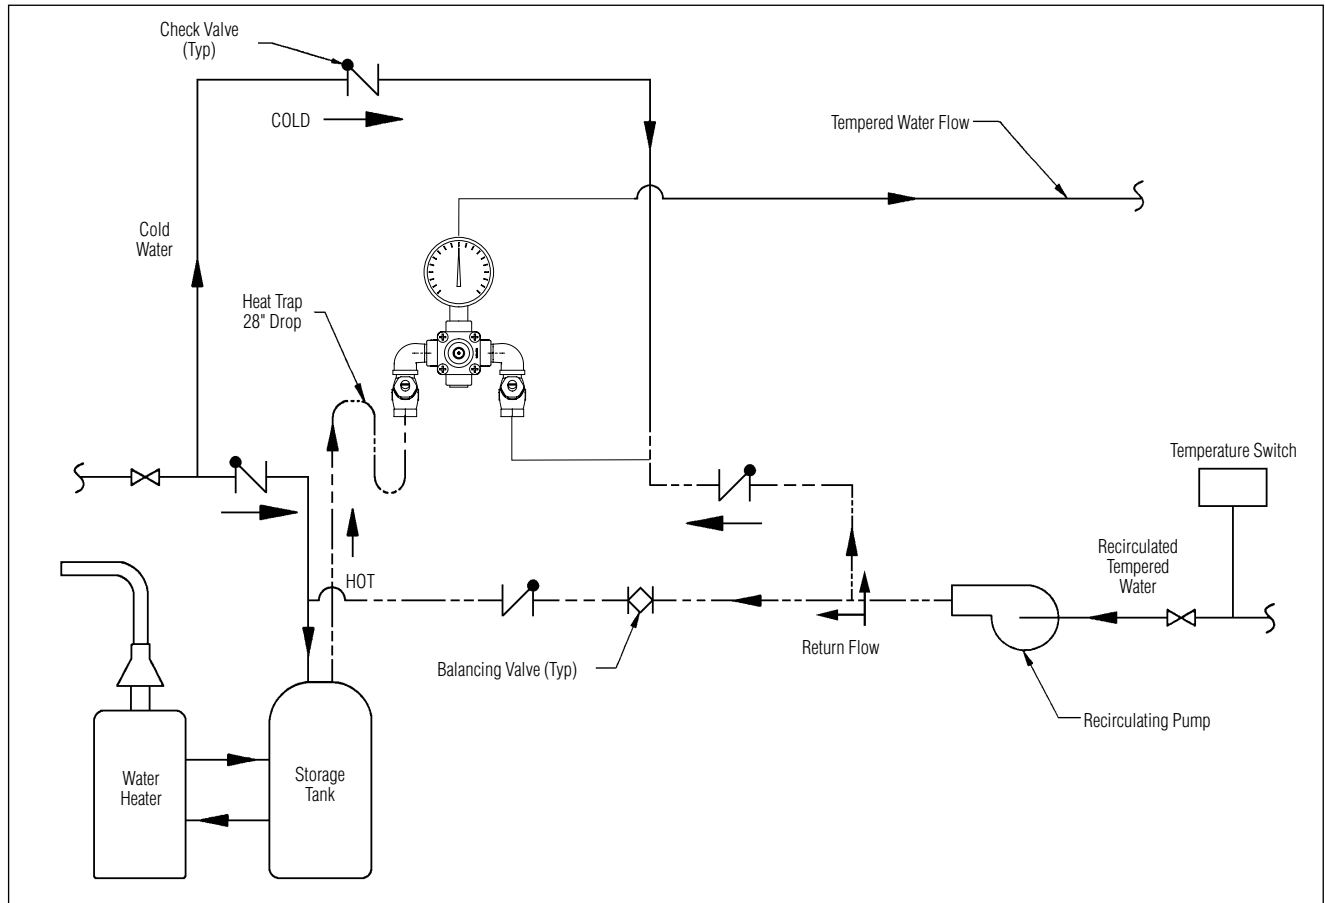 Check Valve
(Typ)
COLD
Tempered Water Flow
Cold
Water
Heat Trap
28" Drop
Temperature Switch
Recirculated
Tempered
Water
HOT
Return Flow
Balancing Valve (Typ)
Recirculating Pump
Water
Heater
Storage
Tank